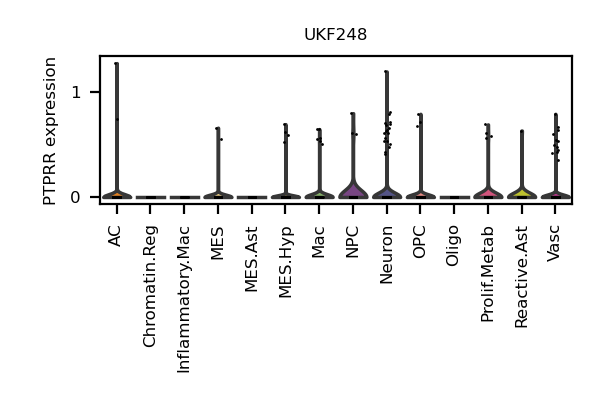 UKF248
PTPRR expression
1
0
AC
Chromatin.Reg
Inflammatory.Mac
MES
MES.Ast
MES.Hyp
Mac
NPC
Neuron
OPC
Oligo
Prolif.Metab
Reactive.Ast
Vasc